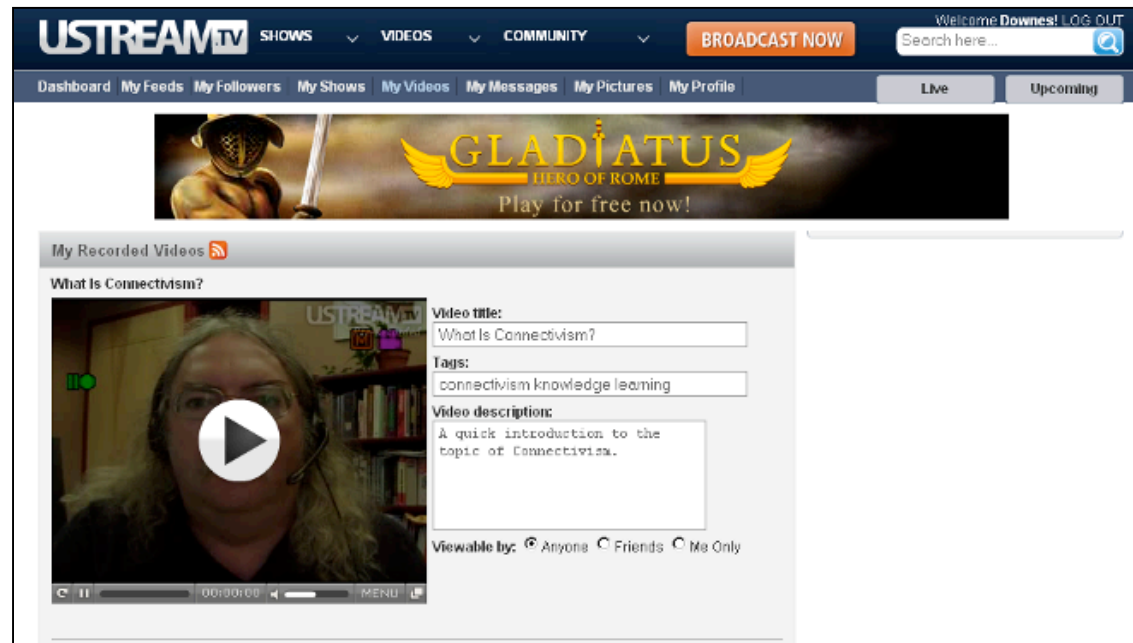 Welcome Downes! LOG OUT
USTREAM TV SHOWS VIDEOS COMMUNITY BROADCAST NOW Search here...
Dashboard My Feeds My Followers My Shows My Videos My Messages My Pictures My Profile Live Upcoming
GLADIATUS
HERO OF ROME
Play for free now!
My Recorded Videos
What Is Connectivism?
USTREAM TV
Video title:
What Is Connectivism?
Tags:
connectivism knowledge learning
Video description:
A quick introduction to the
topic of Connectivism.
Viewable by: Anyone Friends Me Only
00:00:00 MENU